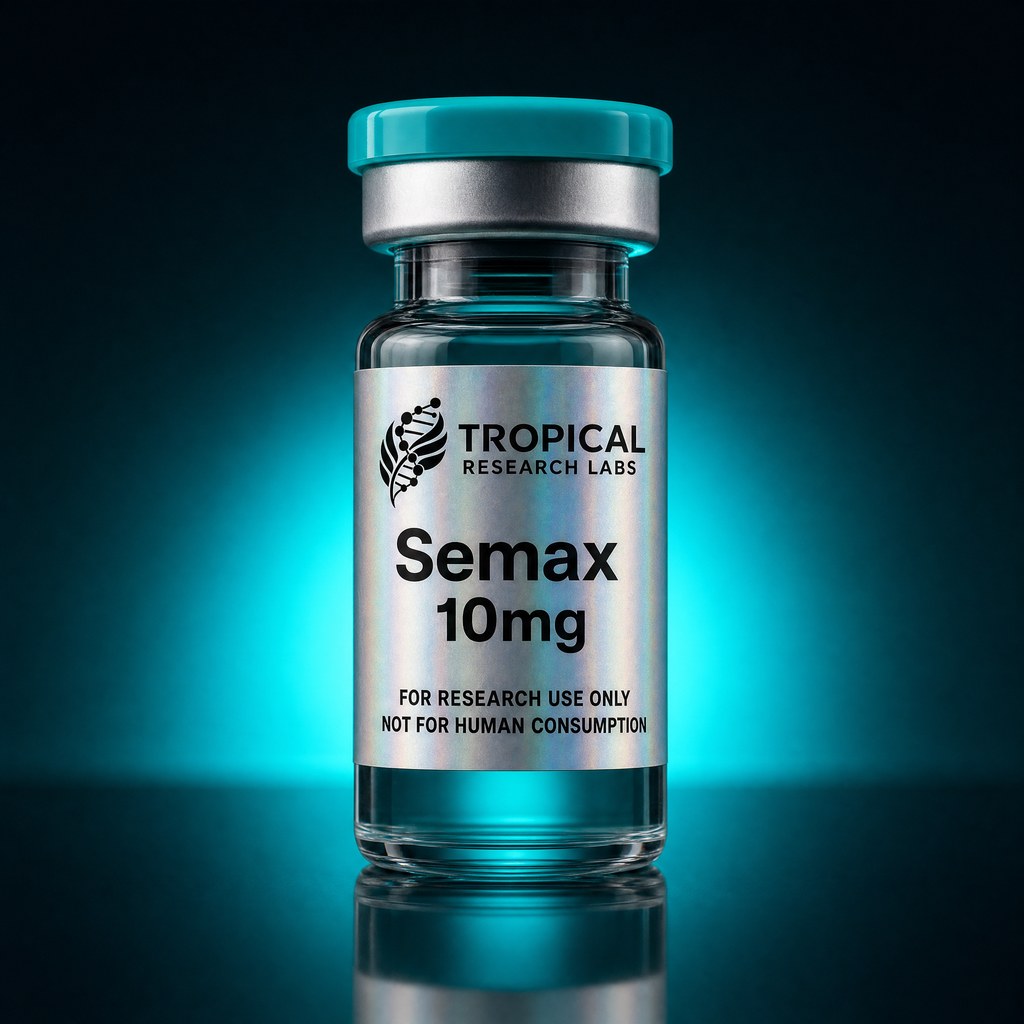 TROPICAL
RESEARCH LABS
Semax
10mg
FOR RESEARCH USE ONLY
NOT FOR HUMAN CONSUMPTION